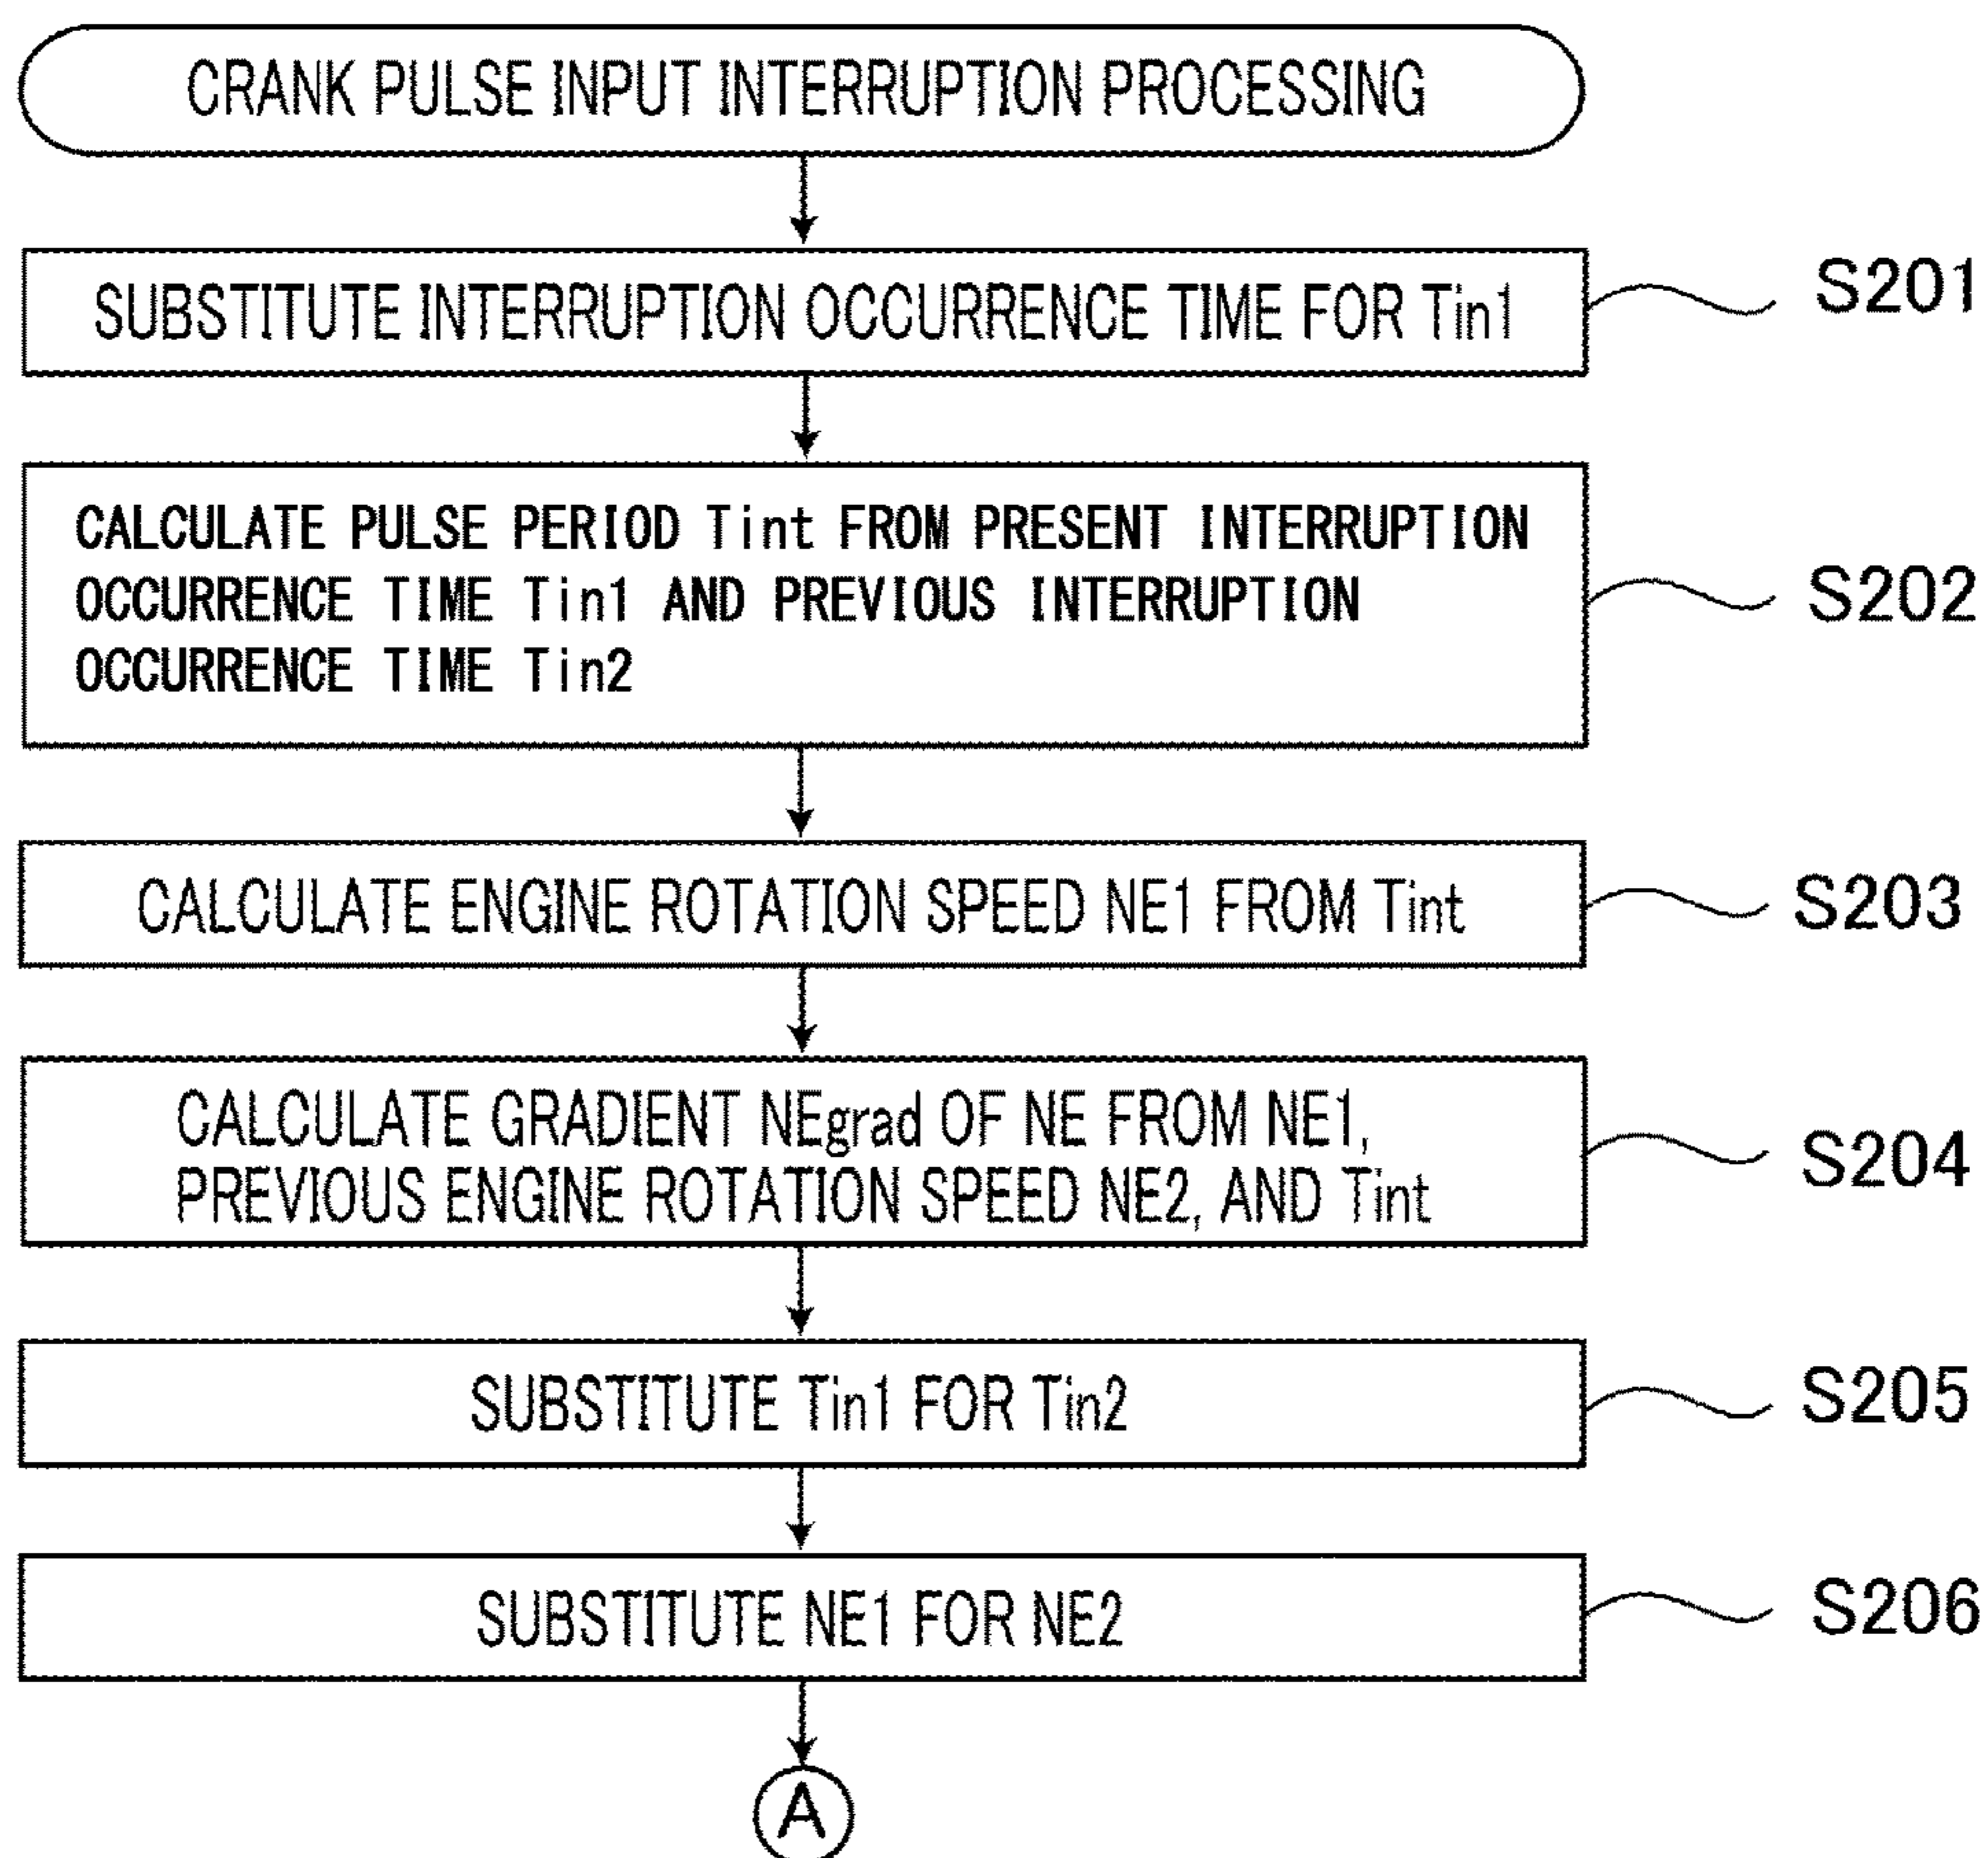 CRANK PULSE INPUT INTERRUPTION PROCESSING
SUBSTITUTE INTERRUPTION OCCURRENCE TIME FOR Tin1
S201
CALCULATE PULSE PERIOD Tint FROM PRESENT INTERRUPTION
OCCURRENCE TIME Tin1 AND PREVIOUS INTERRUPTION
OCCURRENCE TIME Tin2
S202
CALCULATE ENGINE ROTATION SPEED NE1 FROM Tint
S203
CALCULATE GRADIENT NEgrad OF NE FROM NE1,
PREVIOUS ENGINE ROTATION SPEED NE2, AND Tint
S204
SUBSTITUTE Tin1 FOR Tin2
S205
SUBSTITUTE NE1 FOR NE2
S206
A